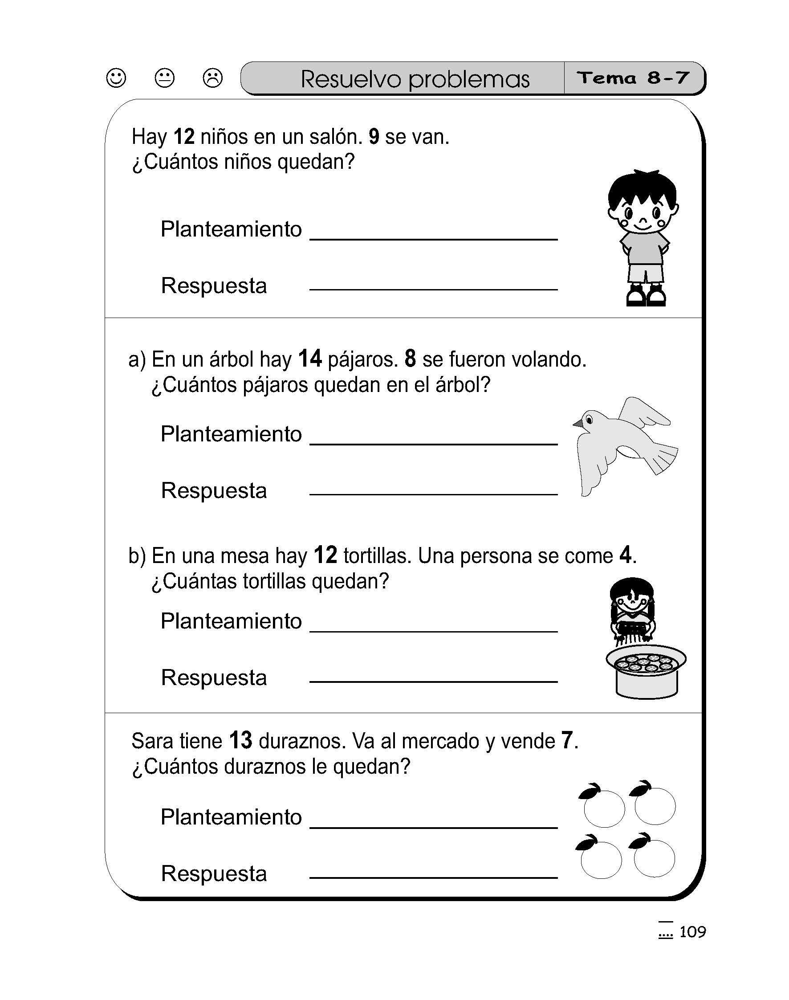 Resuelvo problemas Tema 8-7
Hay 12 niños en un salón. 9 se van.
¿Cuántos niños quedan?
Planteamiento
Respuesta
a) En un árbol hay 14 pájaros. 8 se fueron volando.
¿Cuántos pájaros quedan en el árbol?
Planteamiento
Respuesta
b) En una mesa hay 12 tortillas. Una persona se come 4.
¿Cuántas tortillas quedan?
Planteamiento
Respuesta
Sara tiene 13 duraznos. Va al mercado y vende 7.
¿Cuántos duraznos le quedan?
Planteamiento
Respuesta
109